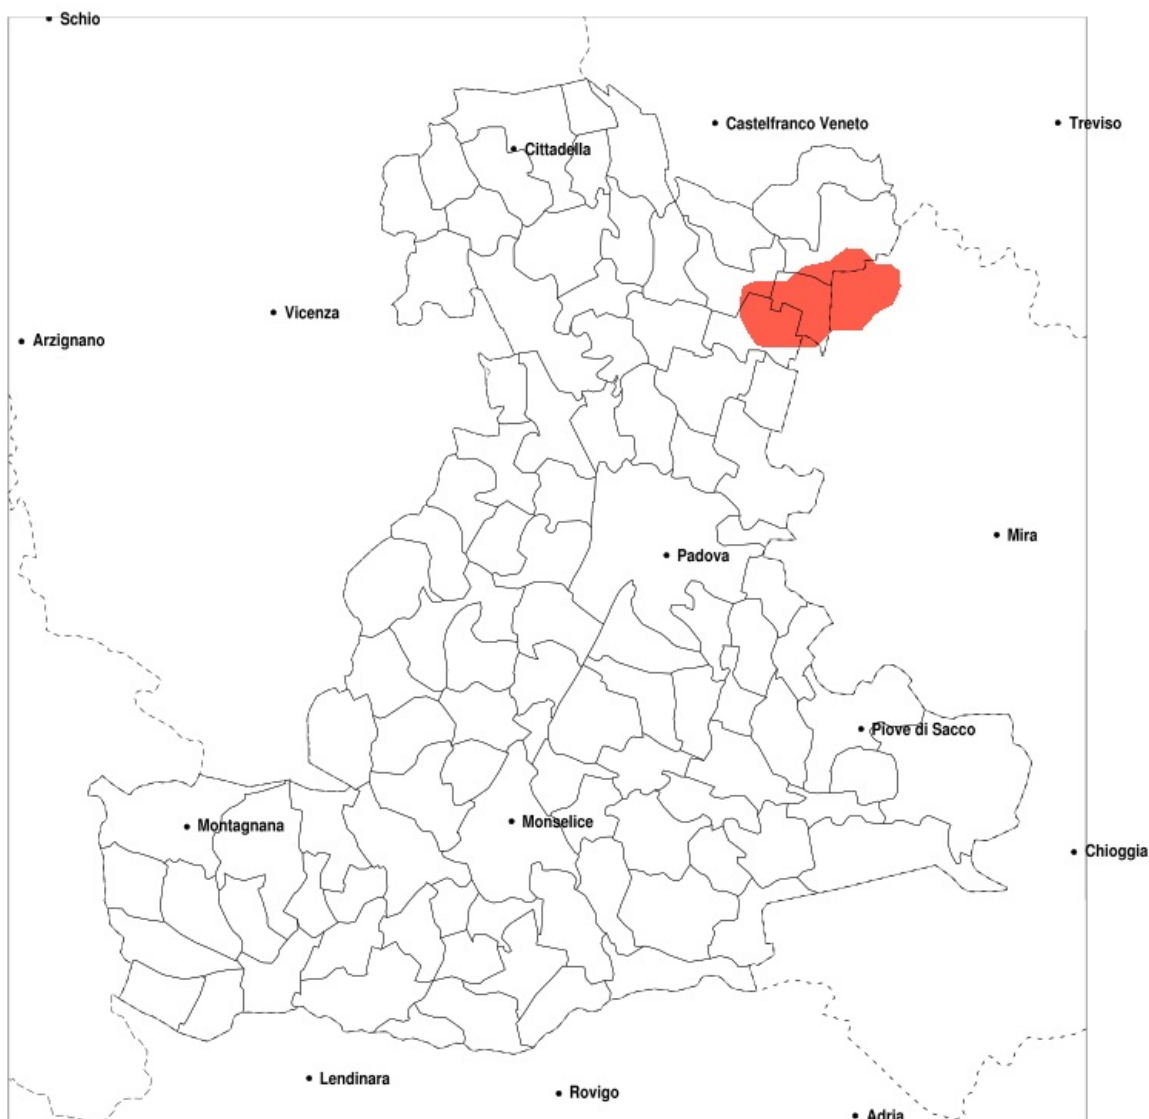 Schio
Castelfranco Veneto
Treviso
Cittadella
Vicenza
Arzignano
Mira
Padova
Piove di Sacco
Montagnana
Monselice
Chioggia
Lendinara
Rovigo
Adria